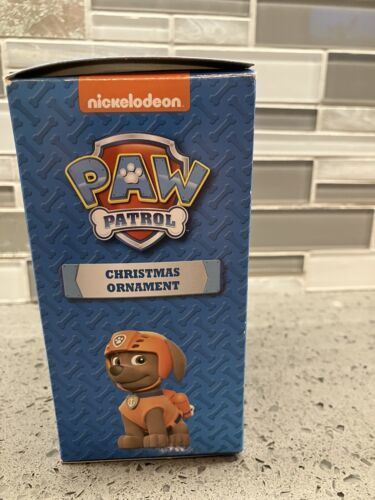 nickelodeon
PAW
PATROL
CHRISTMAS
ORNAMENT